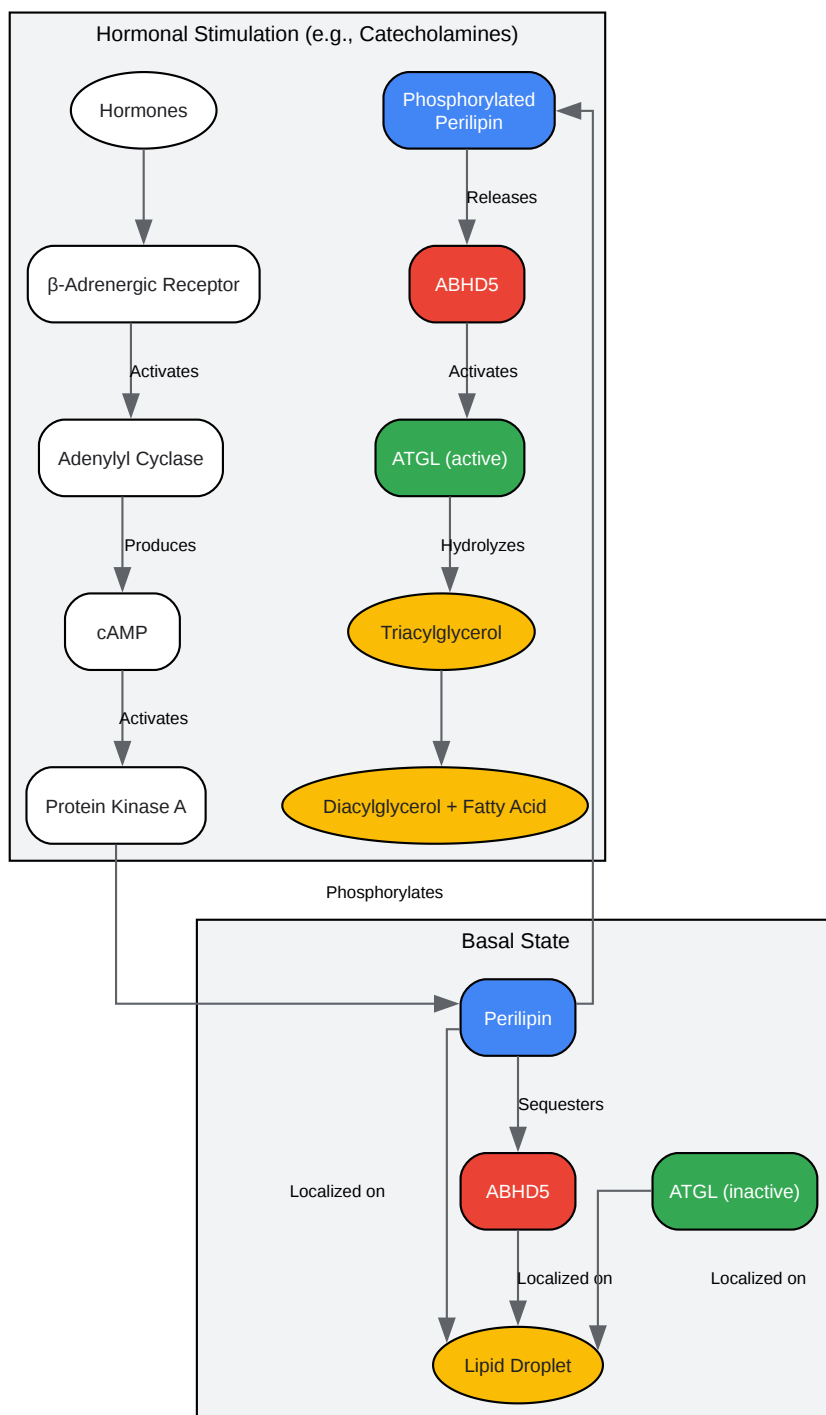 Hormonal Stimulation (e.g., Catecholamines)
Hormones
Phosphorylated
Perilipin
Releases
β-Adrenergic Receptor
ABHD5
Activates
Activates
Adenylyl Cyclase
ATGL (active)
Produces
Hydrolyzes
cAMP
Triacylglycerol
Activates
Protein Kinase A
Diacylglycerol + Fatty Acid
Phosphorylates
Basal State
Perilipin
Sequesters
Localized on
ABHD5
ATGL (inactive)
Localized on
Localized on
Lipid Droplet